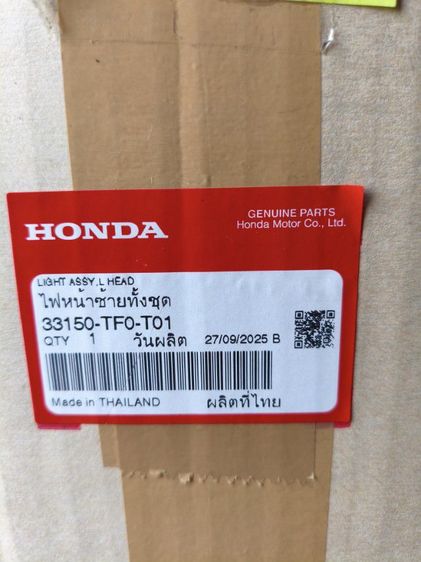 HONDA
GENUINE PARTS
Honda Motor Co., Ltd.
LIGHT ASSY,L HEAD
ไฟหน้าซ้ายทั้งชุด
33150-TF0-T01
QTY 1 วันผลิต 27/09/2025 B
Made in THAILAND ผลิตที่ไทย